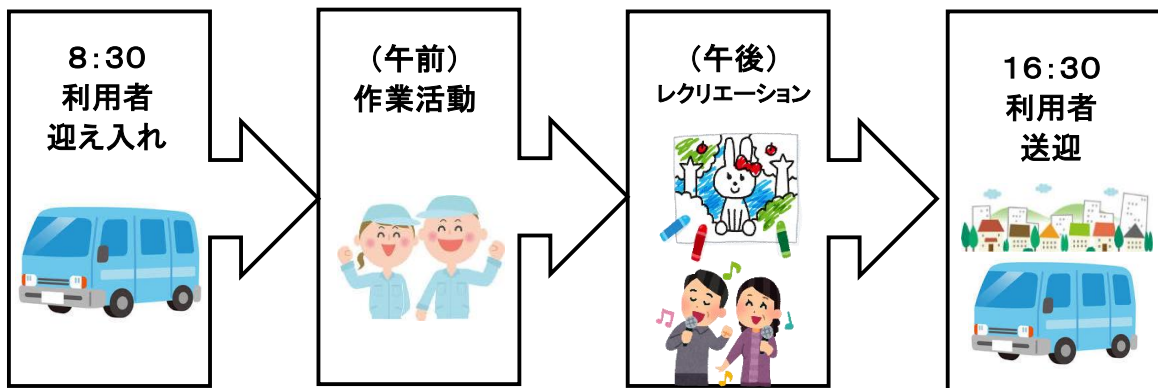 8:30
利用者
迎え入れ
(午前)
作業活動
(午後)
レクリエーション
16:30
利用者
送迎